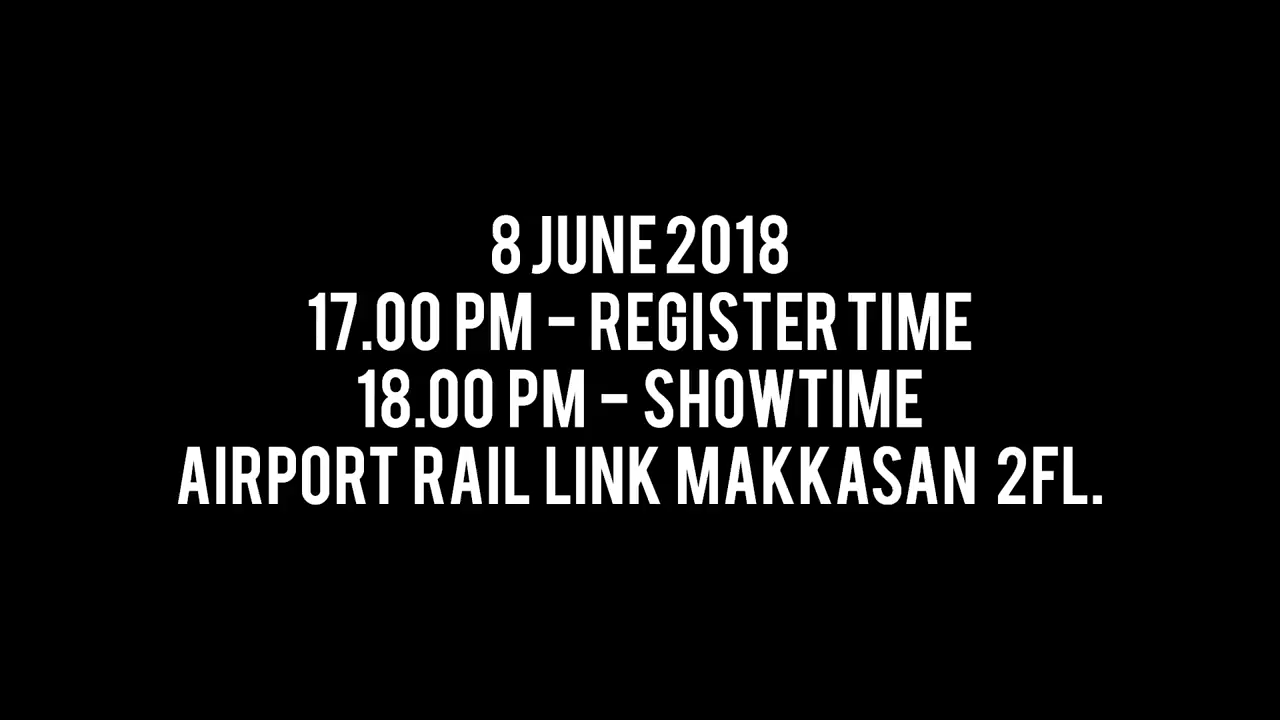 8 JUNE 2018
17.00 PM - REGISTER TIME
18.00 PM - SHOWTIME
AIRPORT RAIL LINK MAKKASAN 2FL.